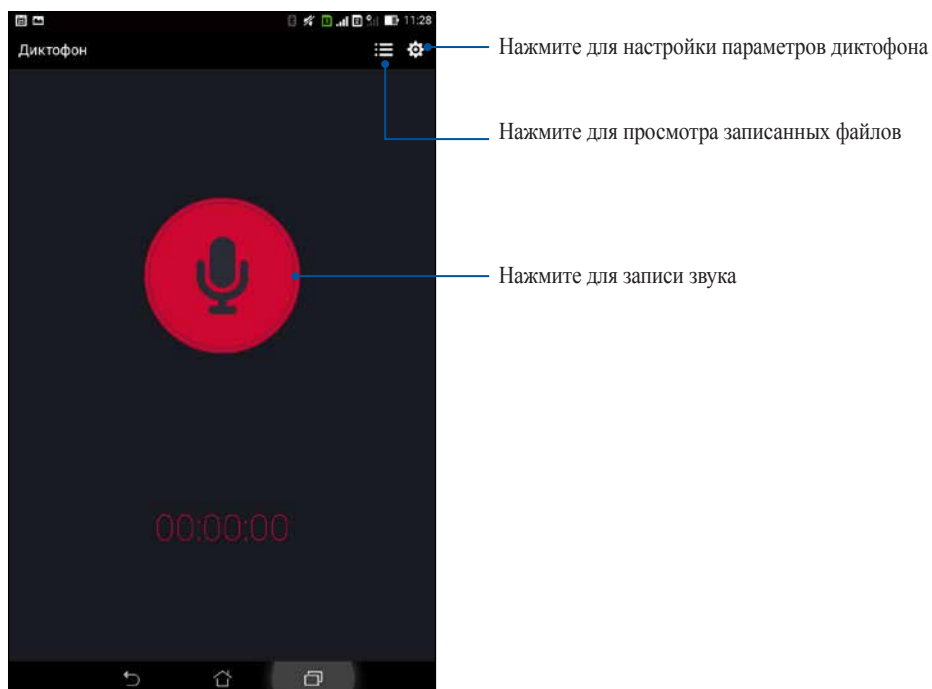 11:28
Диктофон
Нажмите для настройки параметров диктофона
Нажмите для просмотра записанных файлов
Нажмите для записи звука
00:00:00